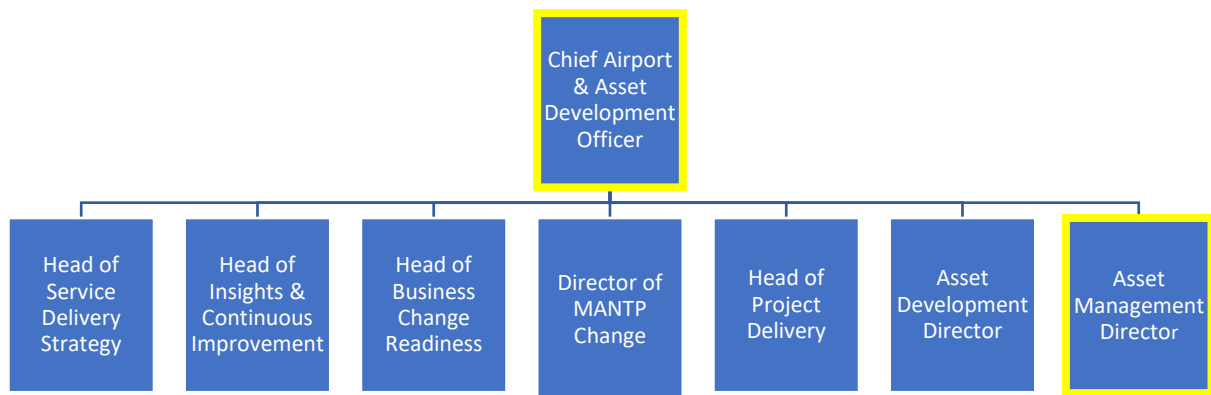 Chief Airport
& Asset
Development
Officer
Head of
Service
Delivery
Strategy
Head of
Insights &
Continuous
Improvement
Head of
Business
Change
Readiness
Director of
MANTP
Change
Head of
Project
Delivery
Asset
Development
Director
Asset
Management
Director